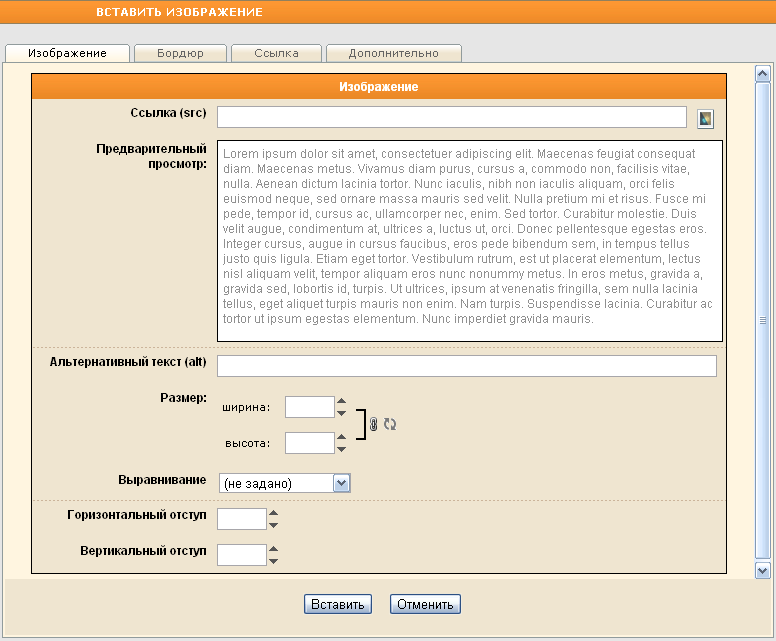 ВСТАВИТЬ ИЗОБРАЖЕНИЕ
Изображение Бордюр Ссылка Дополнительно
Изображение
Ссылка (src)
Предварительный
просмотр:
Lorem ipsum dolor sit amet, consectetuer adipiscing elit. Maecenas feugiat consequat
diam. Maecenas metus. Vivamus diam purus, cursus a, commodo non, facilisis vitae,
nulla. Aenean dictum lacinia tortor. Nunc iaculis, nibh non iaculis aliquam, orci felis
euismod neque, sed ornare massa mauris sed velit. Nulla pretium mi et risus. Fusce mi
pede, tempor id, cursus ac, ullamcorper nec, enim. Sed tortor. Curabitur molestie. Duis
velit augue, condimentum at, ultrices a, luctus ut, orci. Donec pellentesque egestas eros.
Integer cursus, augue in cursus faucibus, eros pede bibendum sem, in tempus tellus
justo quis ligula. Etiam eget tortor. Vestibulum rutrum, est ut placerat elementum, lectus
nisl aliquam velit, tempor aliquam eros nunc nonummy metus. In eros metus, gravida a,
gravida sed, lobortis id, turpis. Ut ultrices, ipsum at venenatis fringilla, sem nulla lacinia
tellus, eget aliquet turpis mauris non enim. Nam turpis. Suspendisse lacinia. Curabitur ac
tortor ut ipsum egestas elementum. Nunc imperdiet gravida mauris.
Альтернативный текст (alt)
Размер:
ширина:
высота:
Выравнивание (не задано)
Горизонтальный отступ
Вертикальный отступ
Вставить Отменить